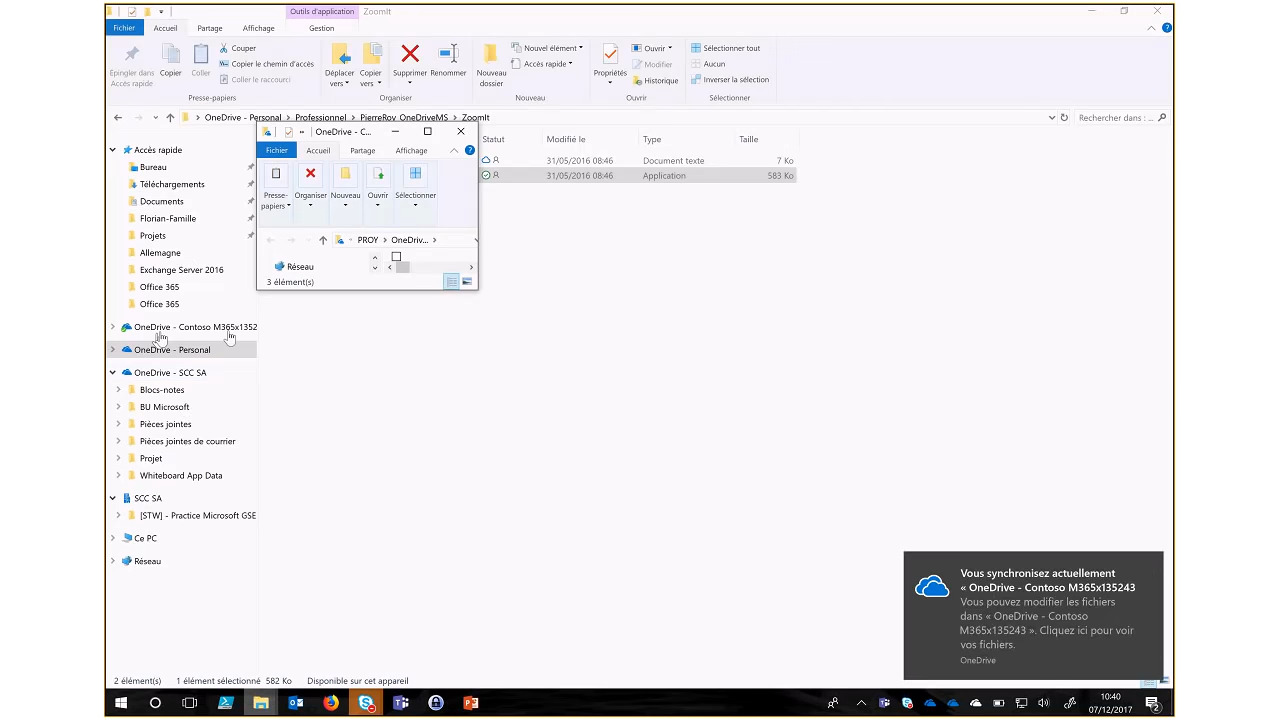 Outils d'application
ZoomIt
Fichier
Accueil
Partage
Affichage
Gestion
Épingler dans
Accès rapide
Copier
Coller
Couper
Copier le chemin d'accès
Coller le raccourci
Presse-papiers
Déplacer
vers
Copier
vers
Supprimer
Renommer
Organiser
Nouveau
dossier
Nouvel élément
Accès rapide
Nouveau
Propriétés
Ouvrir
Modifier
Historique
Ouvrir
Sélectionner tout
Aucun
Inverser la sélection
Sélectionner
OneDrive - Personal
Professionnel
PierreRoy_OneDriveMS
ZoomIt
Rechercher dans : ...
Statut
Modifié le
Type
Taille
31/05/2016 08:46
Document texte
7 Ko
31/05/2016 08:46
Application
583 Ko
OneDrive - C...
Fichier
Accueil
Partage
Affichage
Presse-
papiers
Organiser
Nouveau
Ouvrir
Sélectionner
PROY
OneDriv...
Réseau
3 élément(s)
Accès rapide
Bureau
Téléchargements
Documents
Florian-Famille
Projets
Allemagne
Exchange Server 2016
Office 365
Office 365
OneDrive - Contoso M365x1352
OneDrive - Personal
OneDrive - SCC SA
Blocs-notes
BU Microsoft
Pièces jointes
Pièces jointes de courrier
Projet
Whiteboard App Data
SCC SA
[STW] - Practice Microsoft GSE
Ce PC
Réseau
Vous synchronisez actuellement
« OneDrive - Contoso M365x135243
Vous pouvez modifier les fichiers
dans « OneDrive - Contoso
M365x135243 ». Cliquez ici pour voir
vos fichiers.
OneDrive
2 élément(s)
1 élément sélectionné 582 Ko
Disponible sur cet appareil
10:40
07/12/2017
2